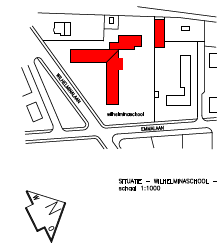 WILHELMINALAAN
wilhelminaschool
EMMALAAN
SITUATIE - WILHELMINASCHOOL -
schaal 1:1000
N
O